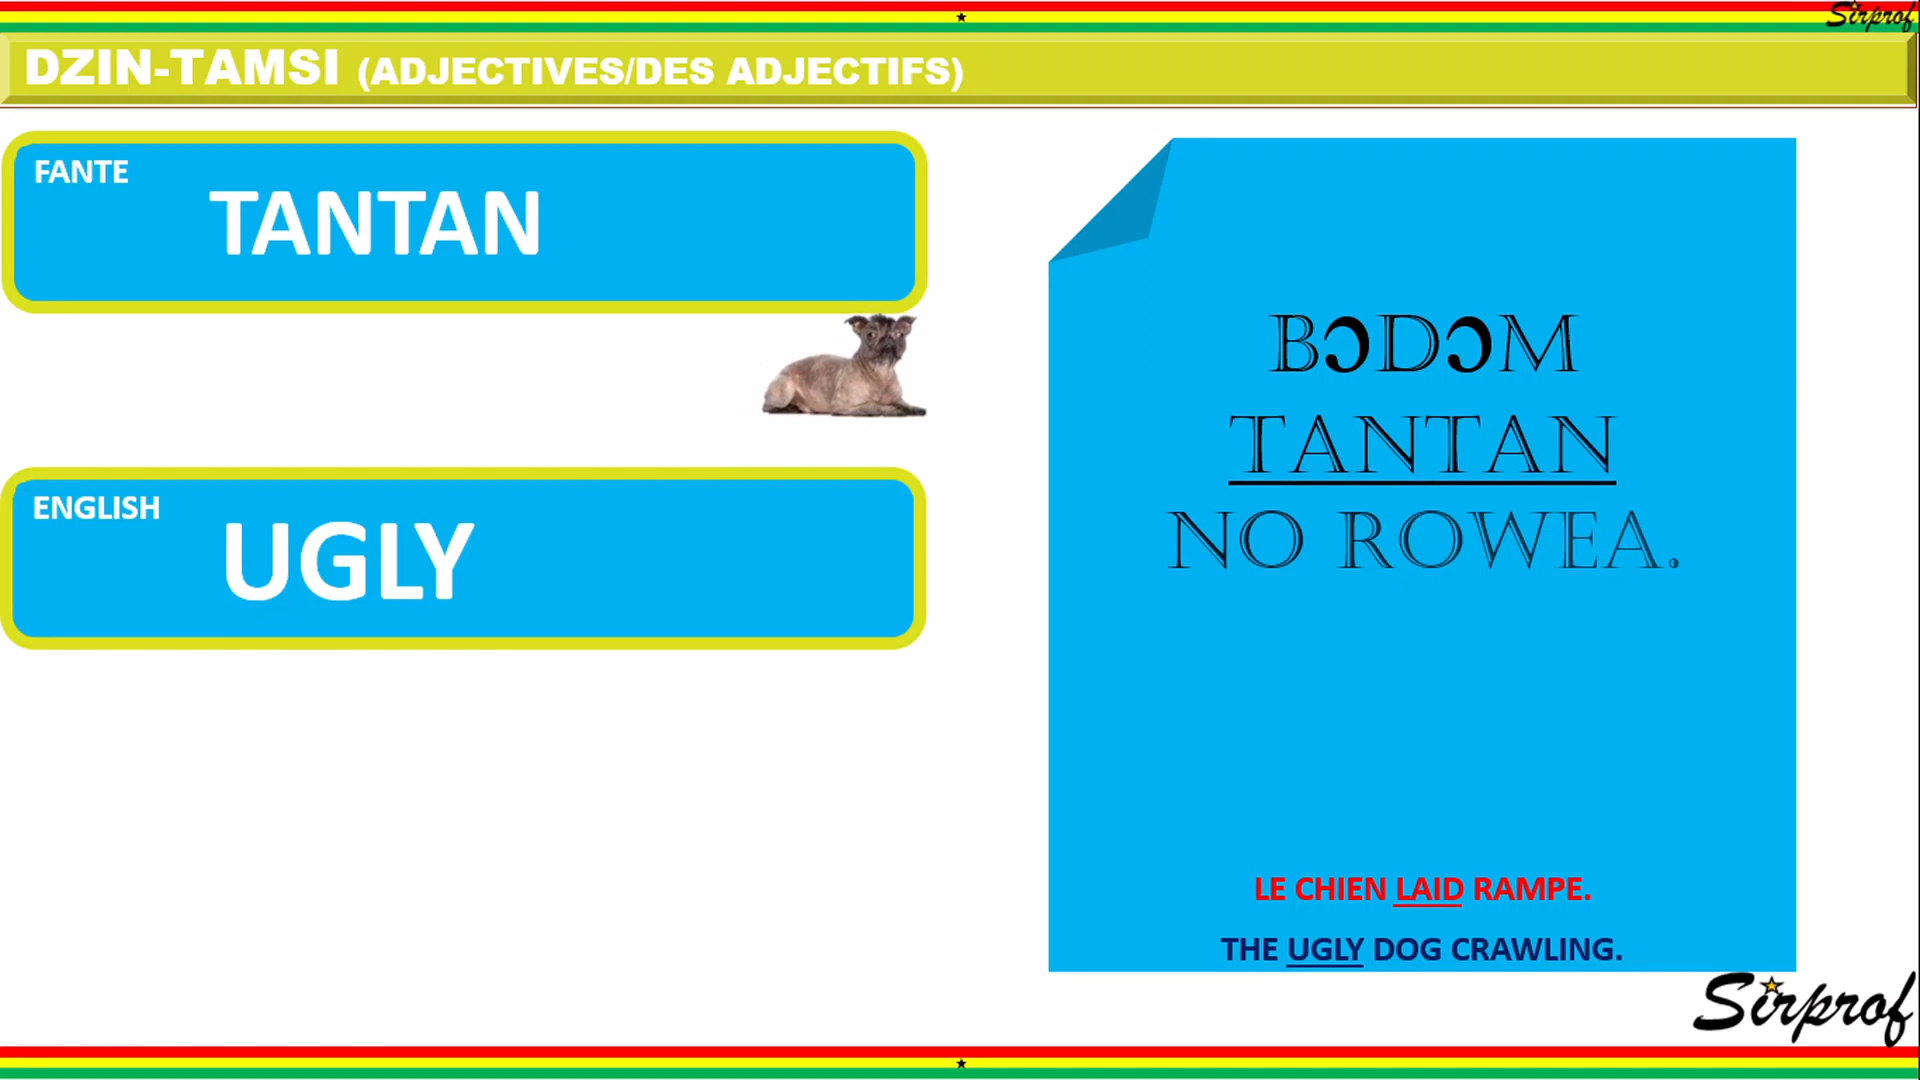 Sirprof
DZIN-TAMSI (ADJECTIVES/DES ADJECTIFS)
FANTE
TANTAN
ENGLISH
UGLY
BƆDƆM
TANTAN
NO ROWEA.
LE CHIEN LAID RAMPE.
THE UGLY DOG CRAWLING.
Sirprof